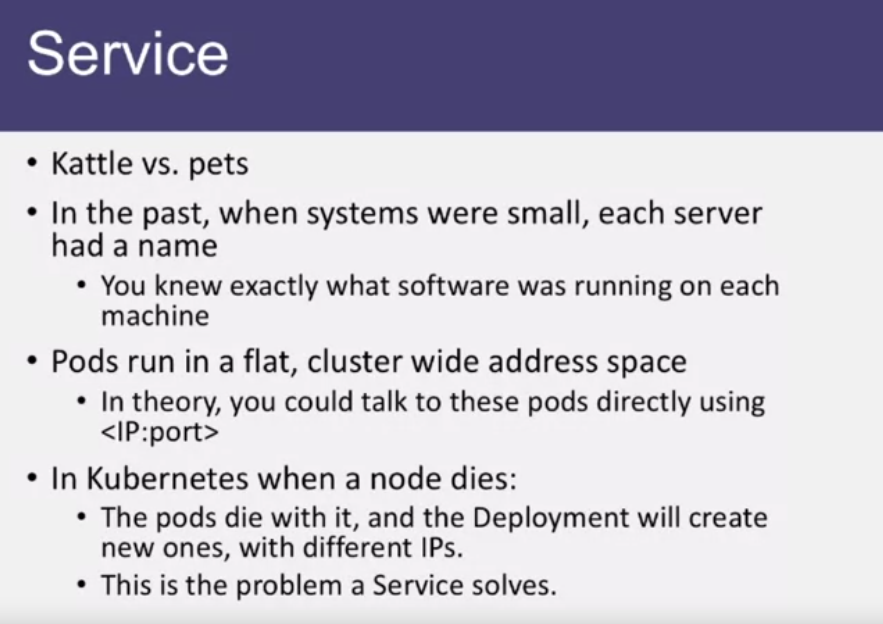 Service
• Kattle vs. pets
• In the past, when systems were small, each server
had a name
• You knew exactly what software was running on each
machine
• Pods run in a flat, cluster wide address space
• In theory, you could talk to these pods directly using
<IP:port>
• In Kubernetes when a node dies:
• The pods die with it, and the Deployment will create
new ones, with different IPs.
• This is the problem a Service solves.